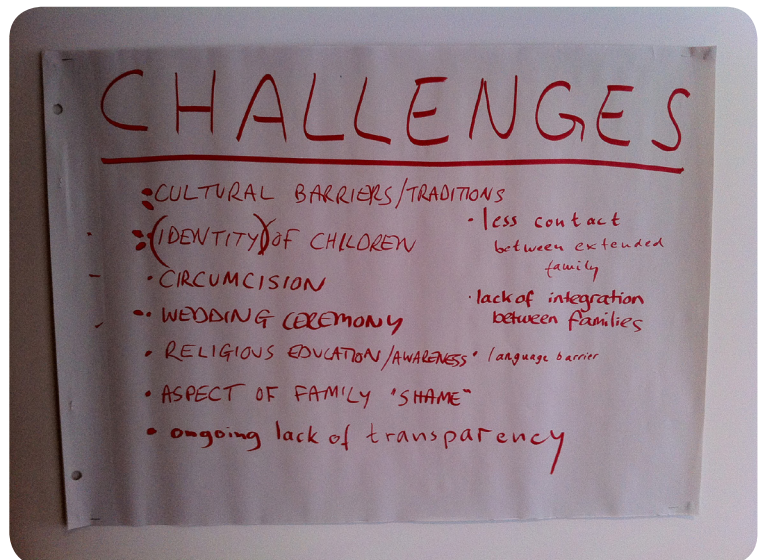 CHALLENGES
• CULTURAL BARRIERS/TRADITIONS
• (IDENTITY) OF CHILDREN
• CIRCUMCISION
• WEDDING CEREMONY
• RELIGIOUS EDUCATION/AWARENESS
• ASPECT OF FAMILY "SHAME"
• ongoing lack of transparency
• less contact
between extended
family
• lack of integration
between families
• language barrier